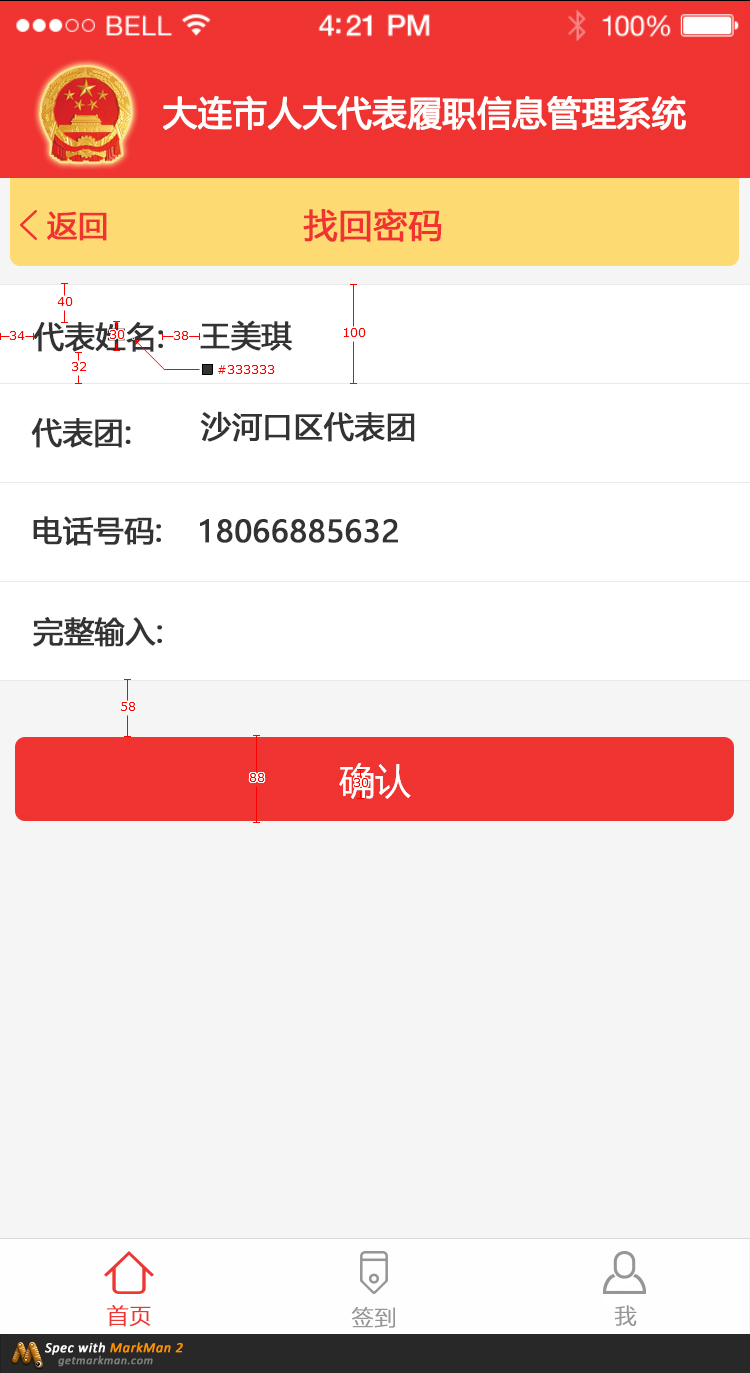 BELL 4:21 PM 100%
大连市人大代表履职信息管理系统
返回 找回密码
40
34 代表姓名: 30 38 王美琪 100
32 #333333
代表团: 沙河口区代表团
电话号码: 18066885632
完整输入:
58
88 确认 30
首页 签到 我
Spec with MarkMan 2
getmarkman.com